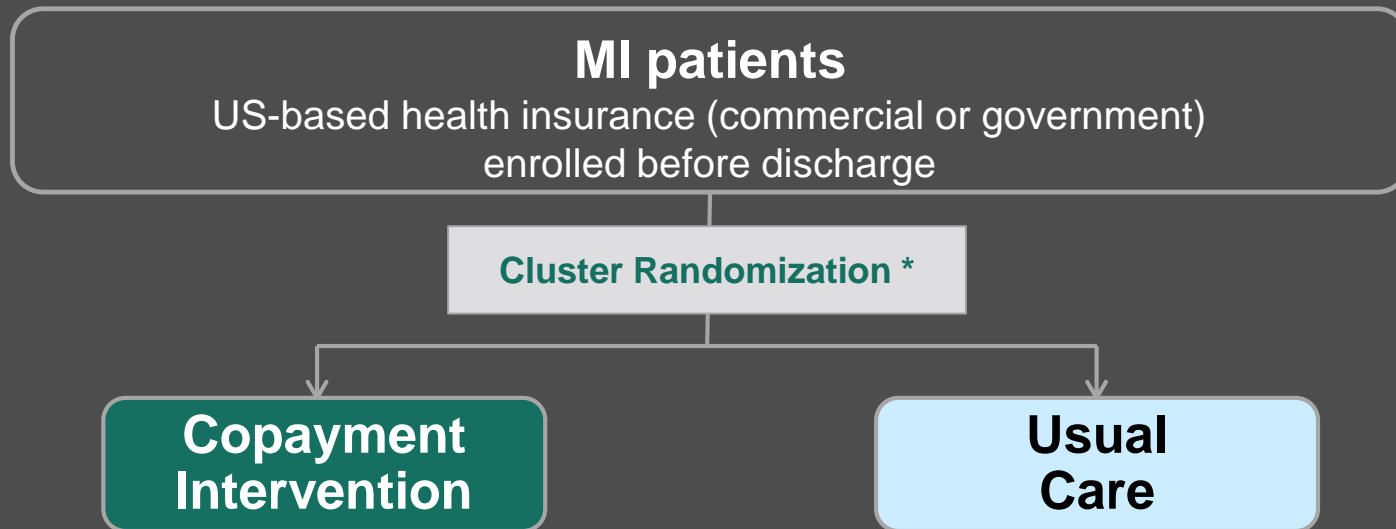 MI patients
US-based health insurance (commercial or government)
enrolled before discharge
Cluster Randomization *
Copayment
Intervention
Usual
Care